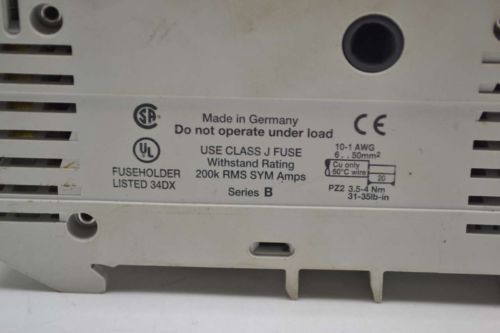 SA
Made in Germany
CE
Do not operate under load
UL
USE CLASS J FUSE
Withstand Rating
200k RMS SYM Amps
Series B
FUSEHOLDER
LISTED 34DX
10-1 AWG
6 . . 50mm²
Cu only
60°C wire
20
PZ2 3,5-4 Nm
31-35lb-in